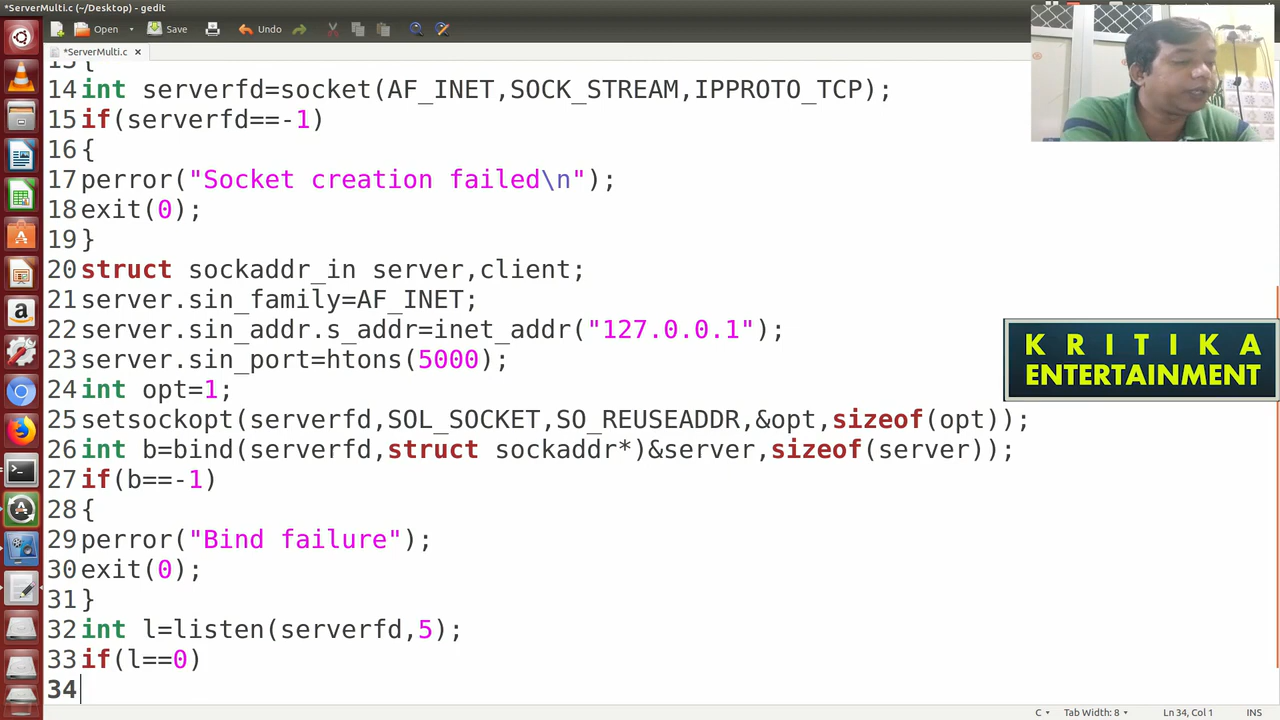 *ServerMulti.c (~/Desktop) - gedit
Open Save Undo
*ServerMulti.c ×
13 {
14 int serverfd=socket(AF_INET,SOCK_STREAM,IPPROTO_TCP);
15 if(serverfd==-1)
16 {
17 perror("Socket creation failed\n");
18 exit(0);
19 }
20 struct sockaddr_in server,client;
21 server.sin_family=AF_INET;
22 server.sin_addr.s_addr=inet_addr("127.0.0.1");
23 server.sin_port=htons(5000);
24 int opt=1;
25 setsockopt(serverfd,SOL_SOCKET,SO_REUSEADDR,&opt,sizeof(opt));
26 int b=bind(serverfd,struct sockaddr*)&server,sizeof(server));
27 if(b==-1)
28 {
29 perror("Bind failure");
30 exit(0);
31 }
32 int l=listen(serverfd,5);
33 if(l==0)
34
KRITIKA
ENTERTAINMENT
C Tab Width: 8 Ln 34, Col 1 INS